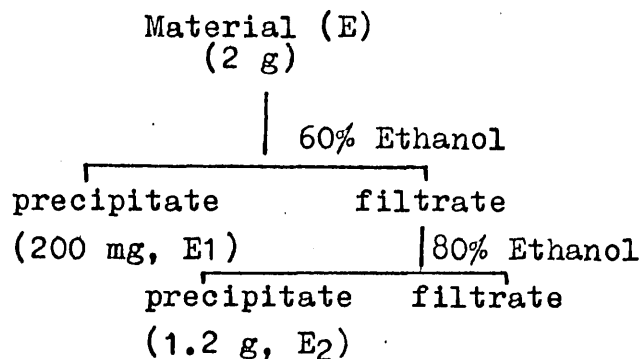 Material (E)
(2 g)
60% Ethanol
precipitate filtrate
(200 mg, E1) 80% Ethanol
precipitate filtrate
(1.2 g, E2)